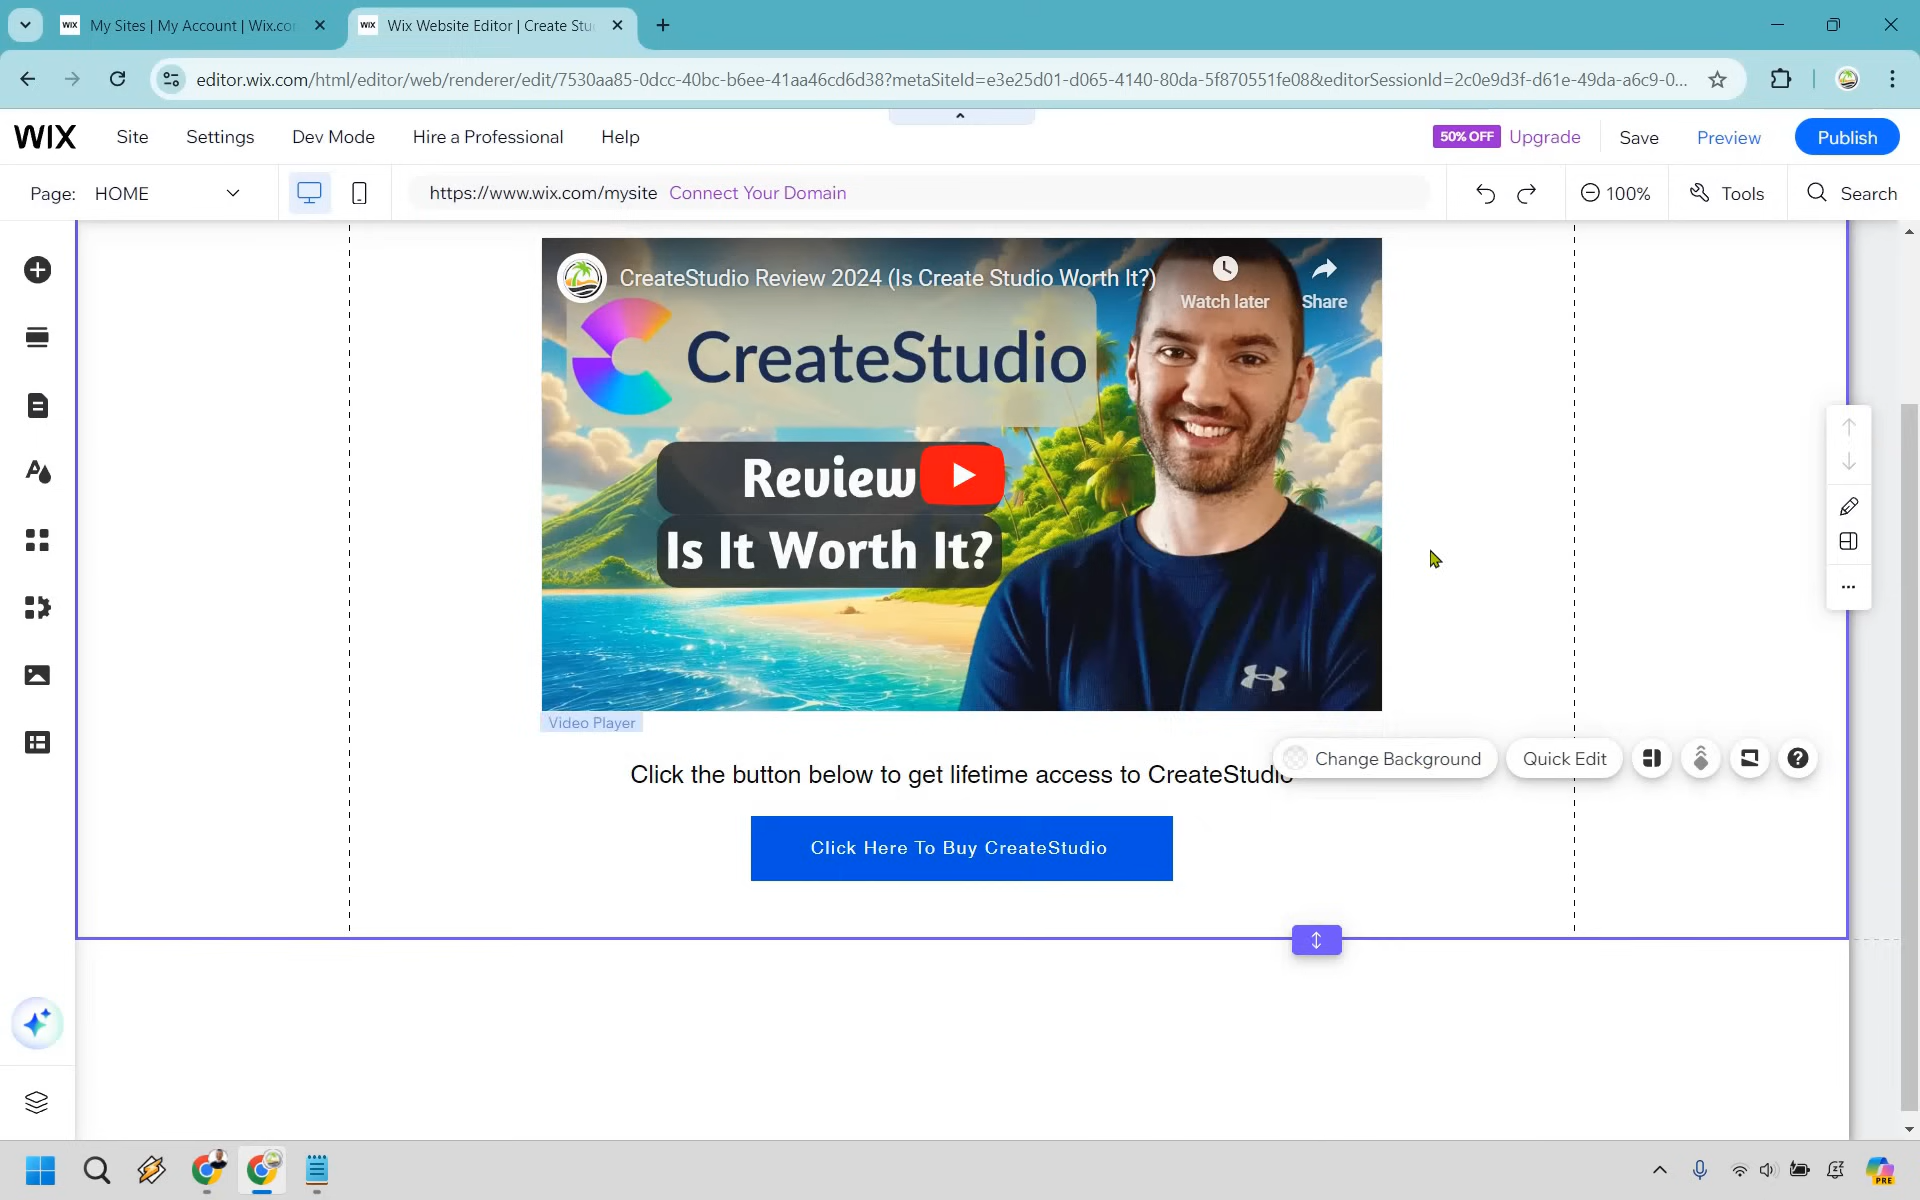 WIX My Sites | My Account | Wix.co
WIX Wix Website Editor | Create Stu
editor.wix.com/html/editor/web/renderer/edit/7530aa85-0dcc-40bc-b6ee-41aa46cd6d38?metaSiteId=e3e25d01-d065-4140-80da-5f870551fe08&editorSessionId=2c0e9d3f-d61e-49da-a6c9-0...
WIX Site Settings Dev Mode Hire a Professional Help 50% OFF Upgrade Save Preview Publish
Page: HOME https://www.wix.com/mysite Connect Your Domain 100% Tools Search
CreateStudio Review 2024 (Is Create Studio Worth It?)
Watch later Share
CreateStudio
Review
Is It Worth It?
Video Player
Change Background Quick Edit
Click the button below to get lifetime access to CreateStudio
Click Here To Buy CreateStudio
PRE